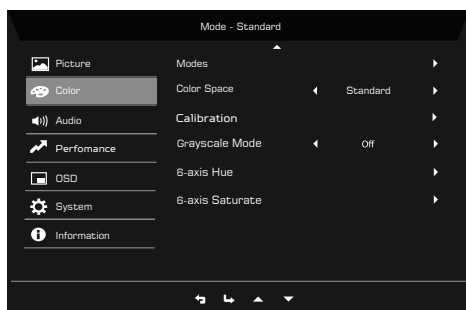 Mode - Standard
Picture
Color
Audio
Perfomance
OSD
System
Information
Modes
Color Space Standard
Calibration
Grayscale Mode Off
6-axis Hue
6-axis Saturate